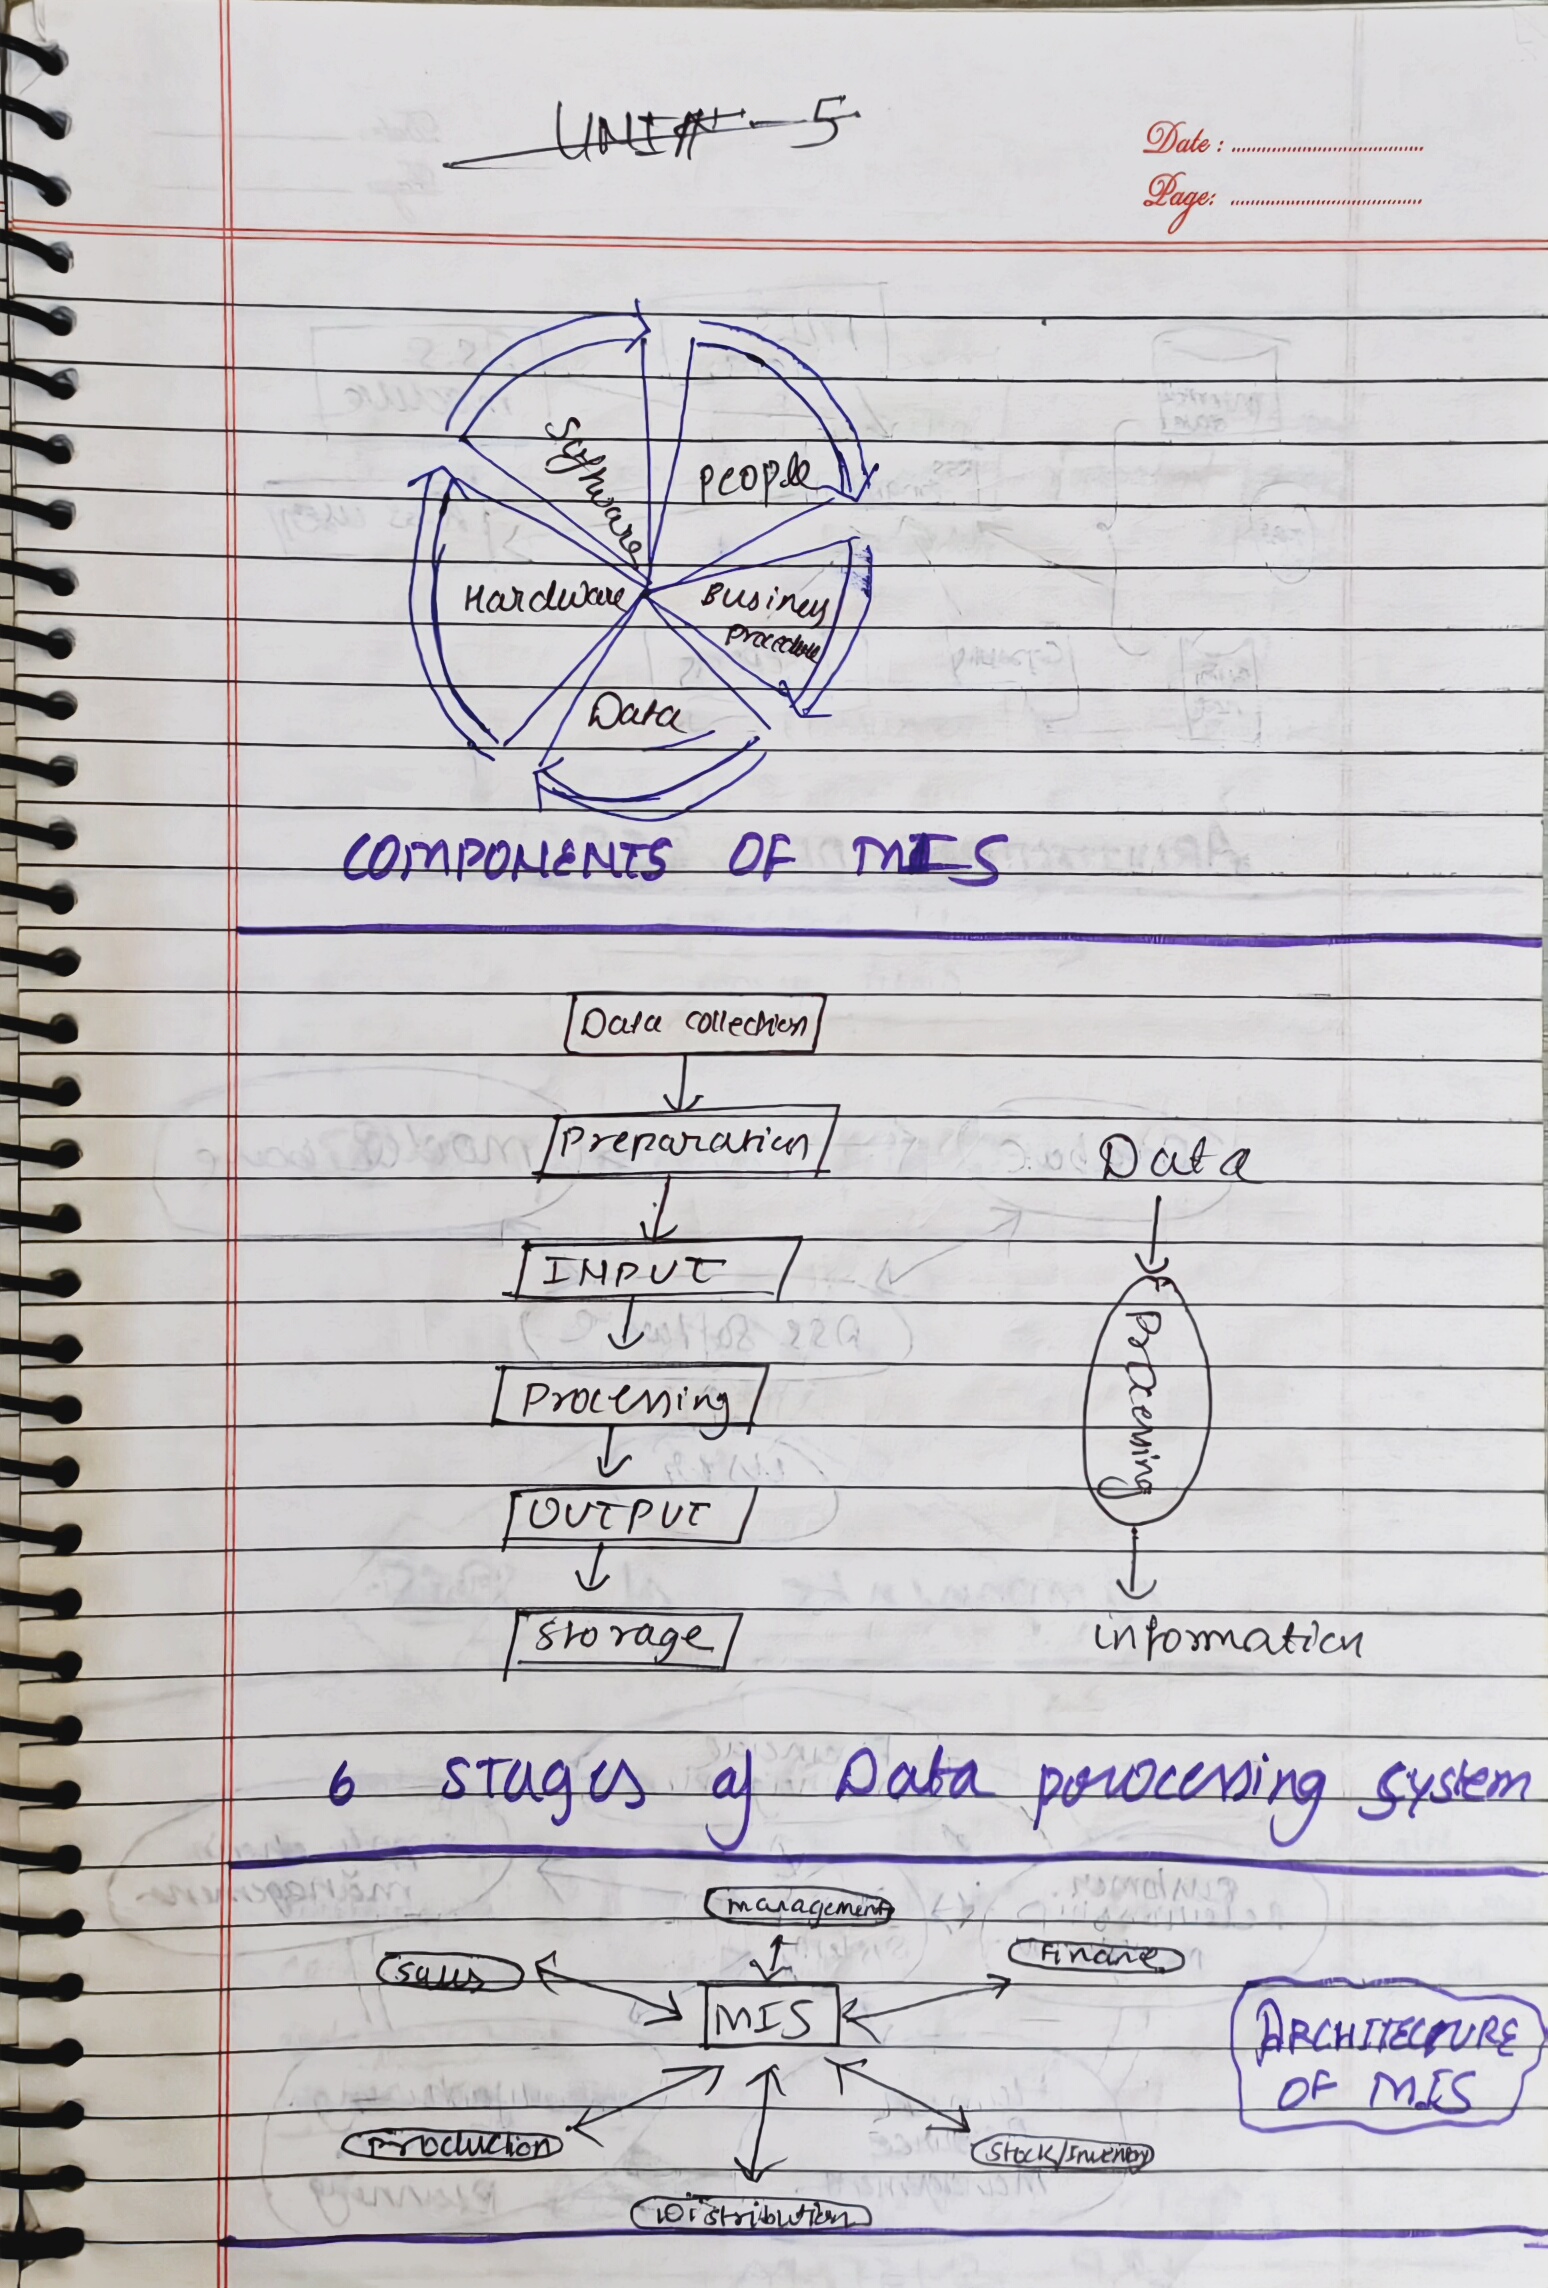 UNIT - 5
Date :
Page:
Software
People
Hardware
Business
procedure
Data
COMPONENTS OF MIS
Data collection
Preparation
Data
INPUT
Processing
Processing
OUTPUT
Storage
information
6 Stages of Data processing system
management
Sales
Finance
MIS
ARCHITECTURE
OF MIS
Production
Stock/Inventory
Distribution